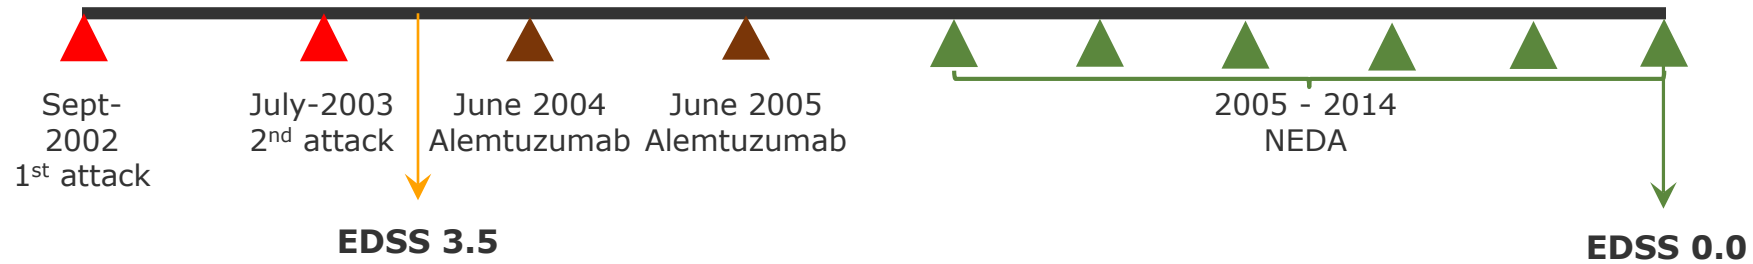 Sept-
2002
1st attack
July-2003
2nd attack
June 2004
Alemtuzumab
June 2005
Alemtuzumab
2005 - 2014
NEDA
EDSS 3.5
EDSS 0.0